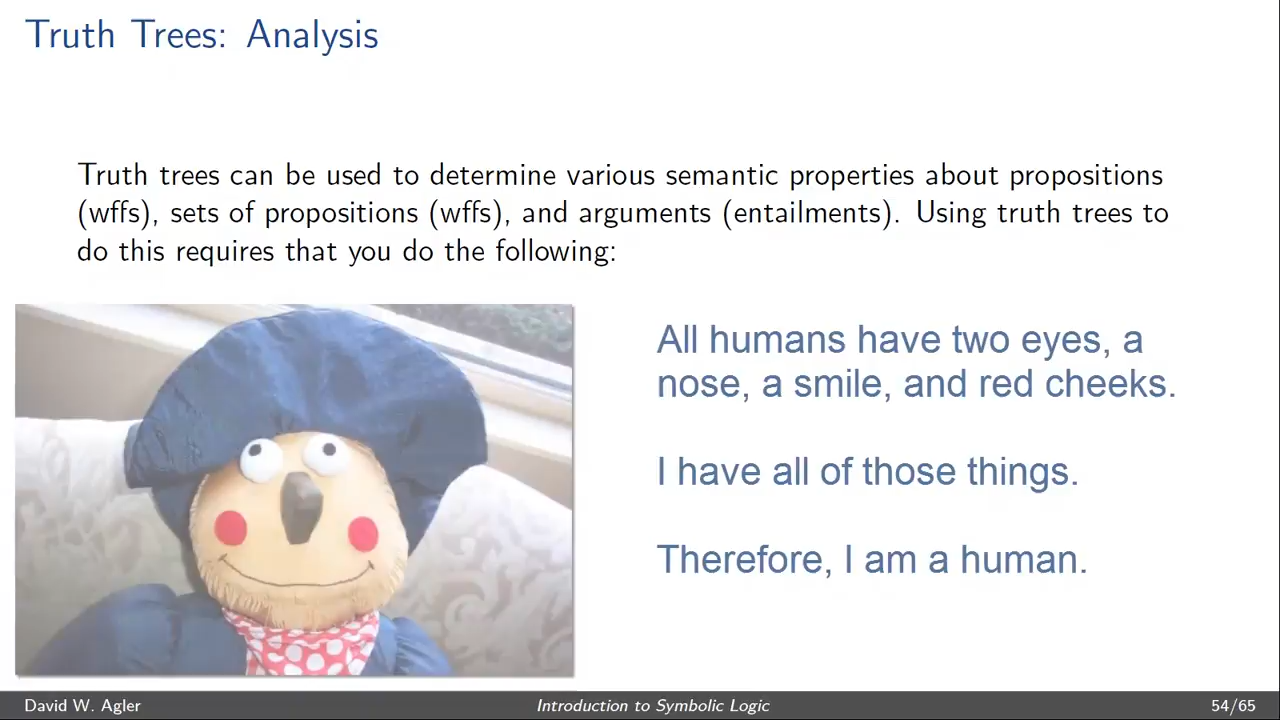 Truth Trees: Analysis
Truth trees can be used to determine various semantic properties about propositions
(wffs), sets of propositions (wffs), and arguments (entailments). Using truth trees to
do this requires that you do the following:
All humans have two eyes, a
nose, a smile, and red cheeks.
I have all of those things.
Therefore, I am a human.
David W. Agler
Introduction to Symbolic Logic
54/65